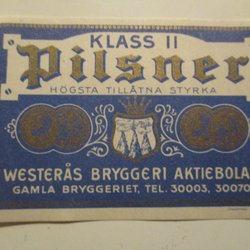 KLASS II
Pilsner
HÖGSTA TILLÅTNA STYRKA
WESTERÅS BRYGGERI AKTIEBOLA
GAMLA BRYGGERIET, TEL. 30003, 30070